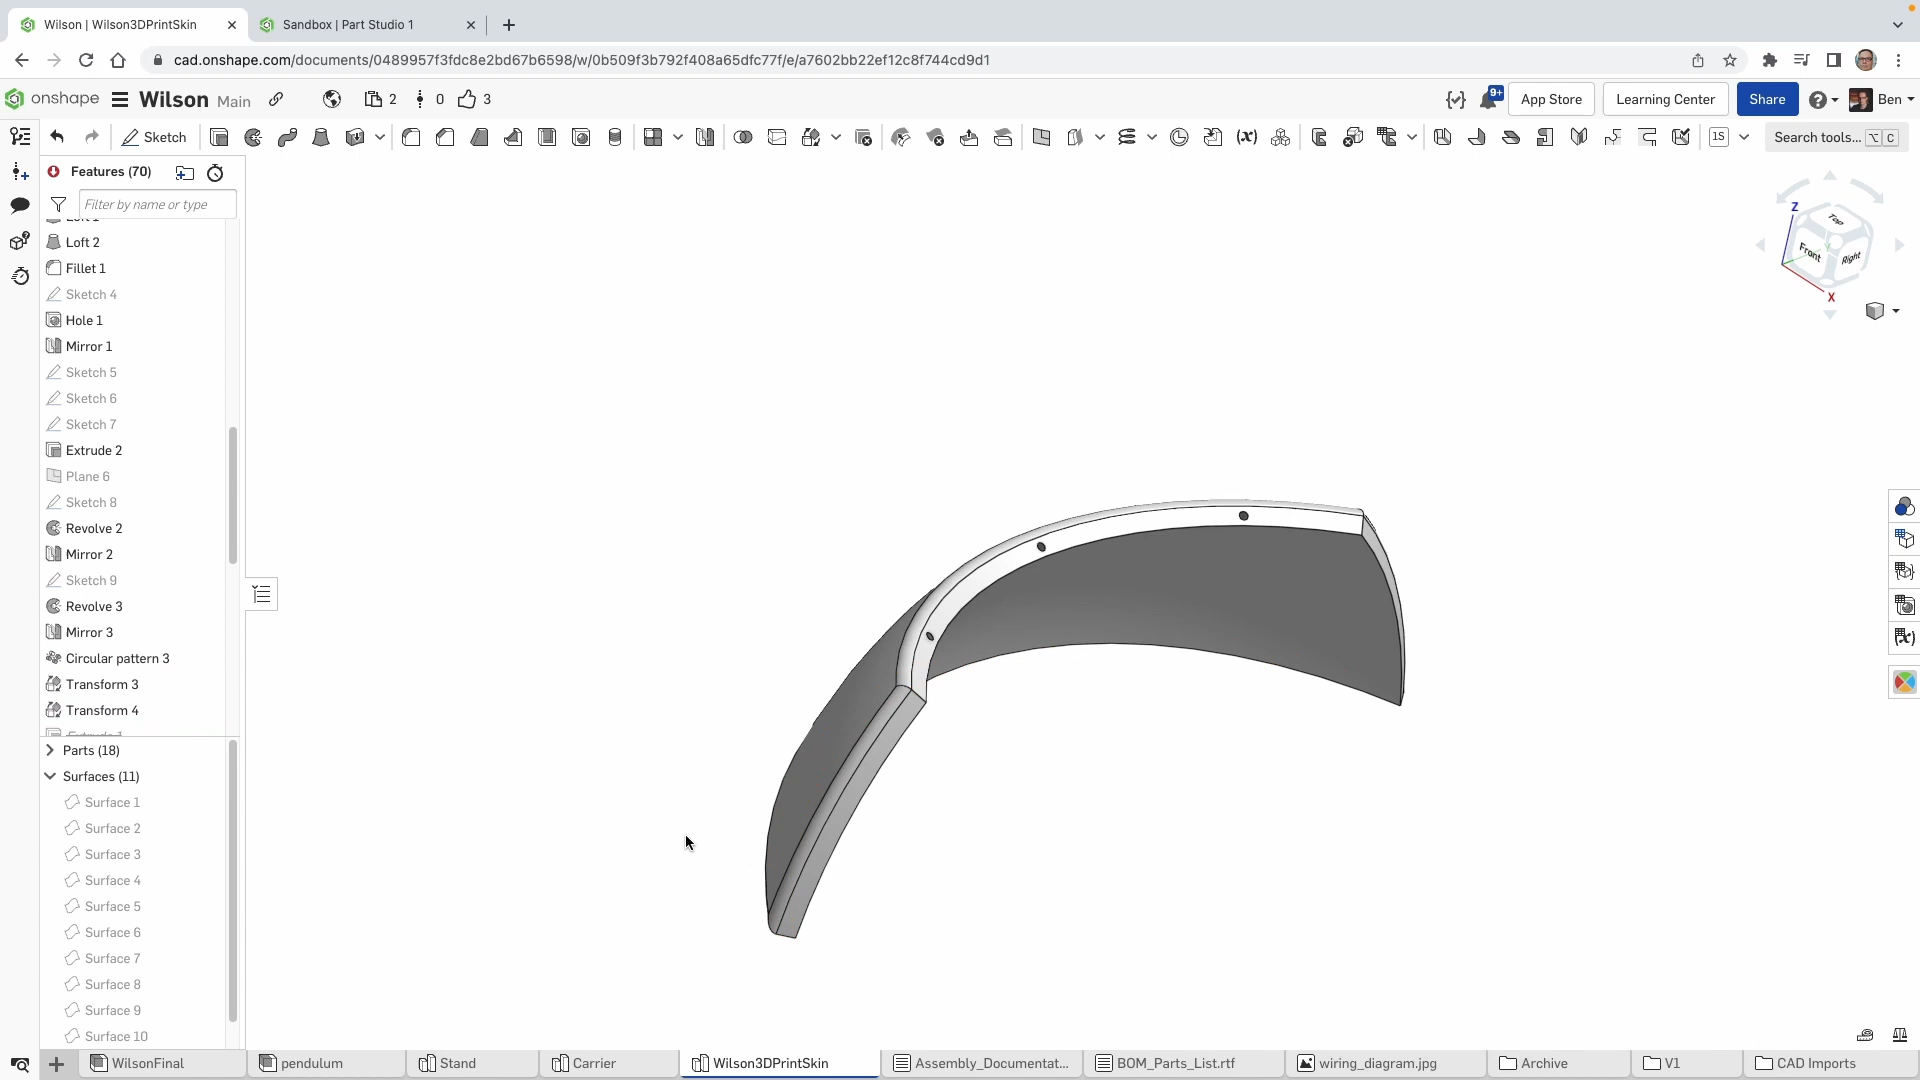 Wilson | Wilson3DPrintSkin
Sandbox | Part Studio 1
cad.onshape.com/documents/0489957f3fdc8e2bd67b6598/w/0b509f3b792f408a65dfc77f/e/a7602bb22ef12c8f744cd9d1
onshape Wilson Main 2 0 3 9+ App Store Learning Center Share Ben
Sketch 1S Search tools... ⌥ C
Features (70)
Filter by name or type
Loft 2
Fillet 1
Sketch 4
Hole 1
Mirror 1
Sketch 5
Sketch 6
Sketch 7
Extrude 2
Plane 6
Sketch 8
Revolve 2
Mirror 2
Sketch 9
Revolve 3
Mirror 3
Circular pattern 3
Transform 3
Transform 4
Parts (18)
Surfaces (11)
Surface 1
Surface 2
Surface 3
Surface 4
Surface 5
Surface 6
Surface 7
Surface 8
Surface 9
Surface 10
Z
Top
Front
Right
X
WilsonFinal pendulum Stand Carrier Wilson3DPrintSkin Assembly_Documentat... BOM_Parts_List.rtf wiring_diagram.jpg Archive V1 CAD Imports